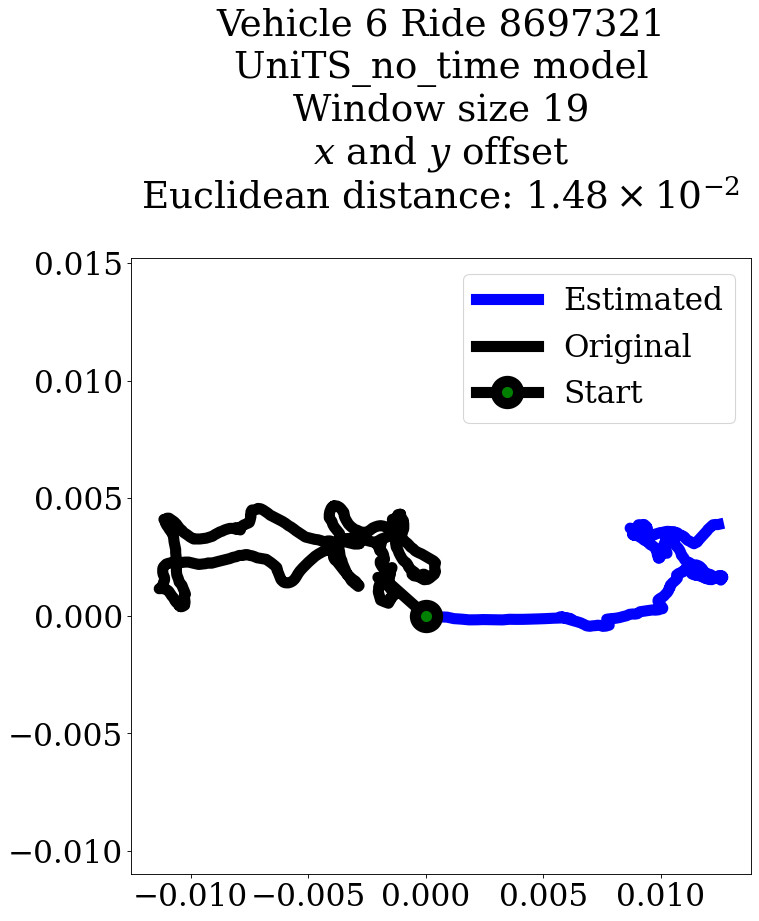 Vehicle 6 Ride 8697321
UniTS_no_time model
Window size 19
x and y offset
Euclidean distance: 1.48 × 10⁻²
0.015
0.010
0.005
0.000
−0.005
−0.010
Estimated
Original
Start
−0.010 −0.005 0.000 0.005 0.010